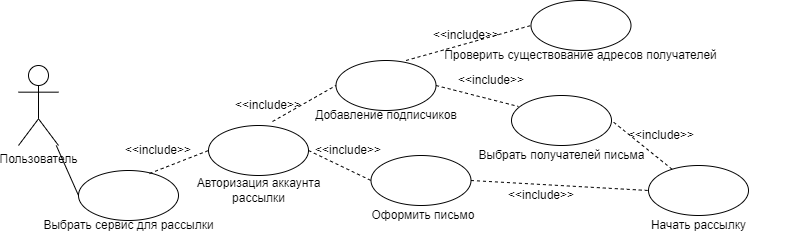 <<include>>
Проверить существование адресов получателей
<<include>>
<<include>>
Добавление подписчиков
<<include>>
<<include>>
<<include>>
Пользователь
Выбрать получателей письма
Авторизация аккаунта
рассылки
<<include>>
Оформить письмо
Выбрать сервис для рассылки
Начать рассылку